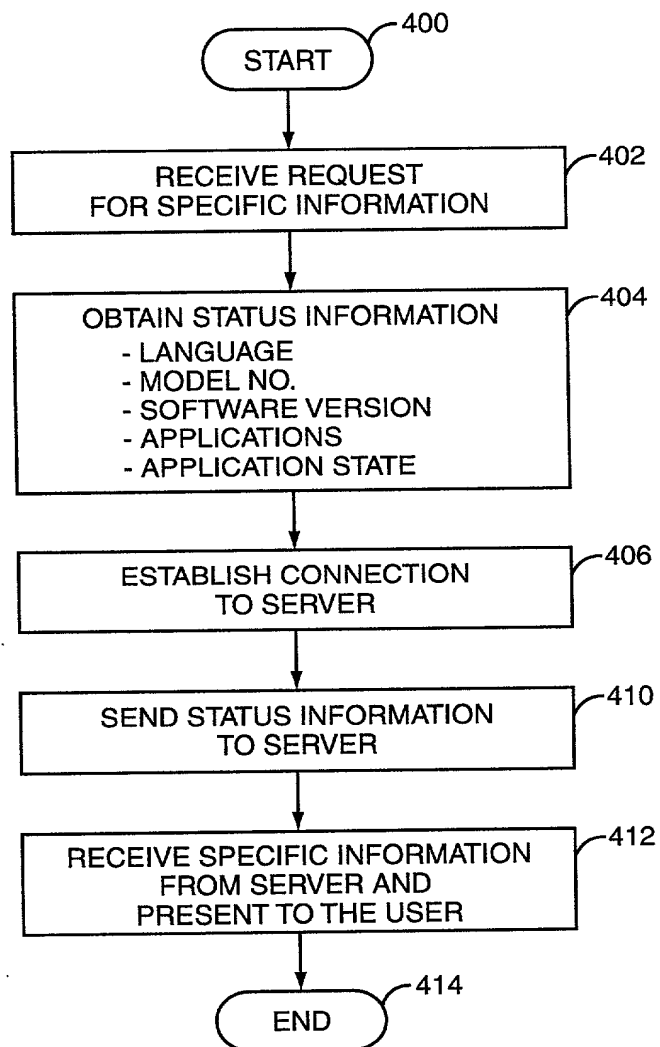 400
START
402
RECEIVE REQUEST
FOR SPECIFIC INFORMATION
404
OBTAIN STATUS INFORMATION
- LANGUAGE
- MODEL NO.
- SOFTWARE VERSION
- APPLICATIONS
- APPLICATION STATE
406
ESTABLISH CONNECTION
TO SERVER
410
SEND STATUS INFORMATION
TO SERVER
412
RECEIVE SPECIFIC INFORMATION
FROM SERVER AND
PRESENT TO THE USER
414
END